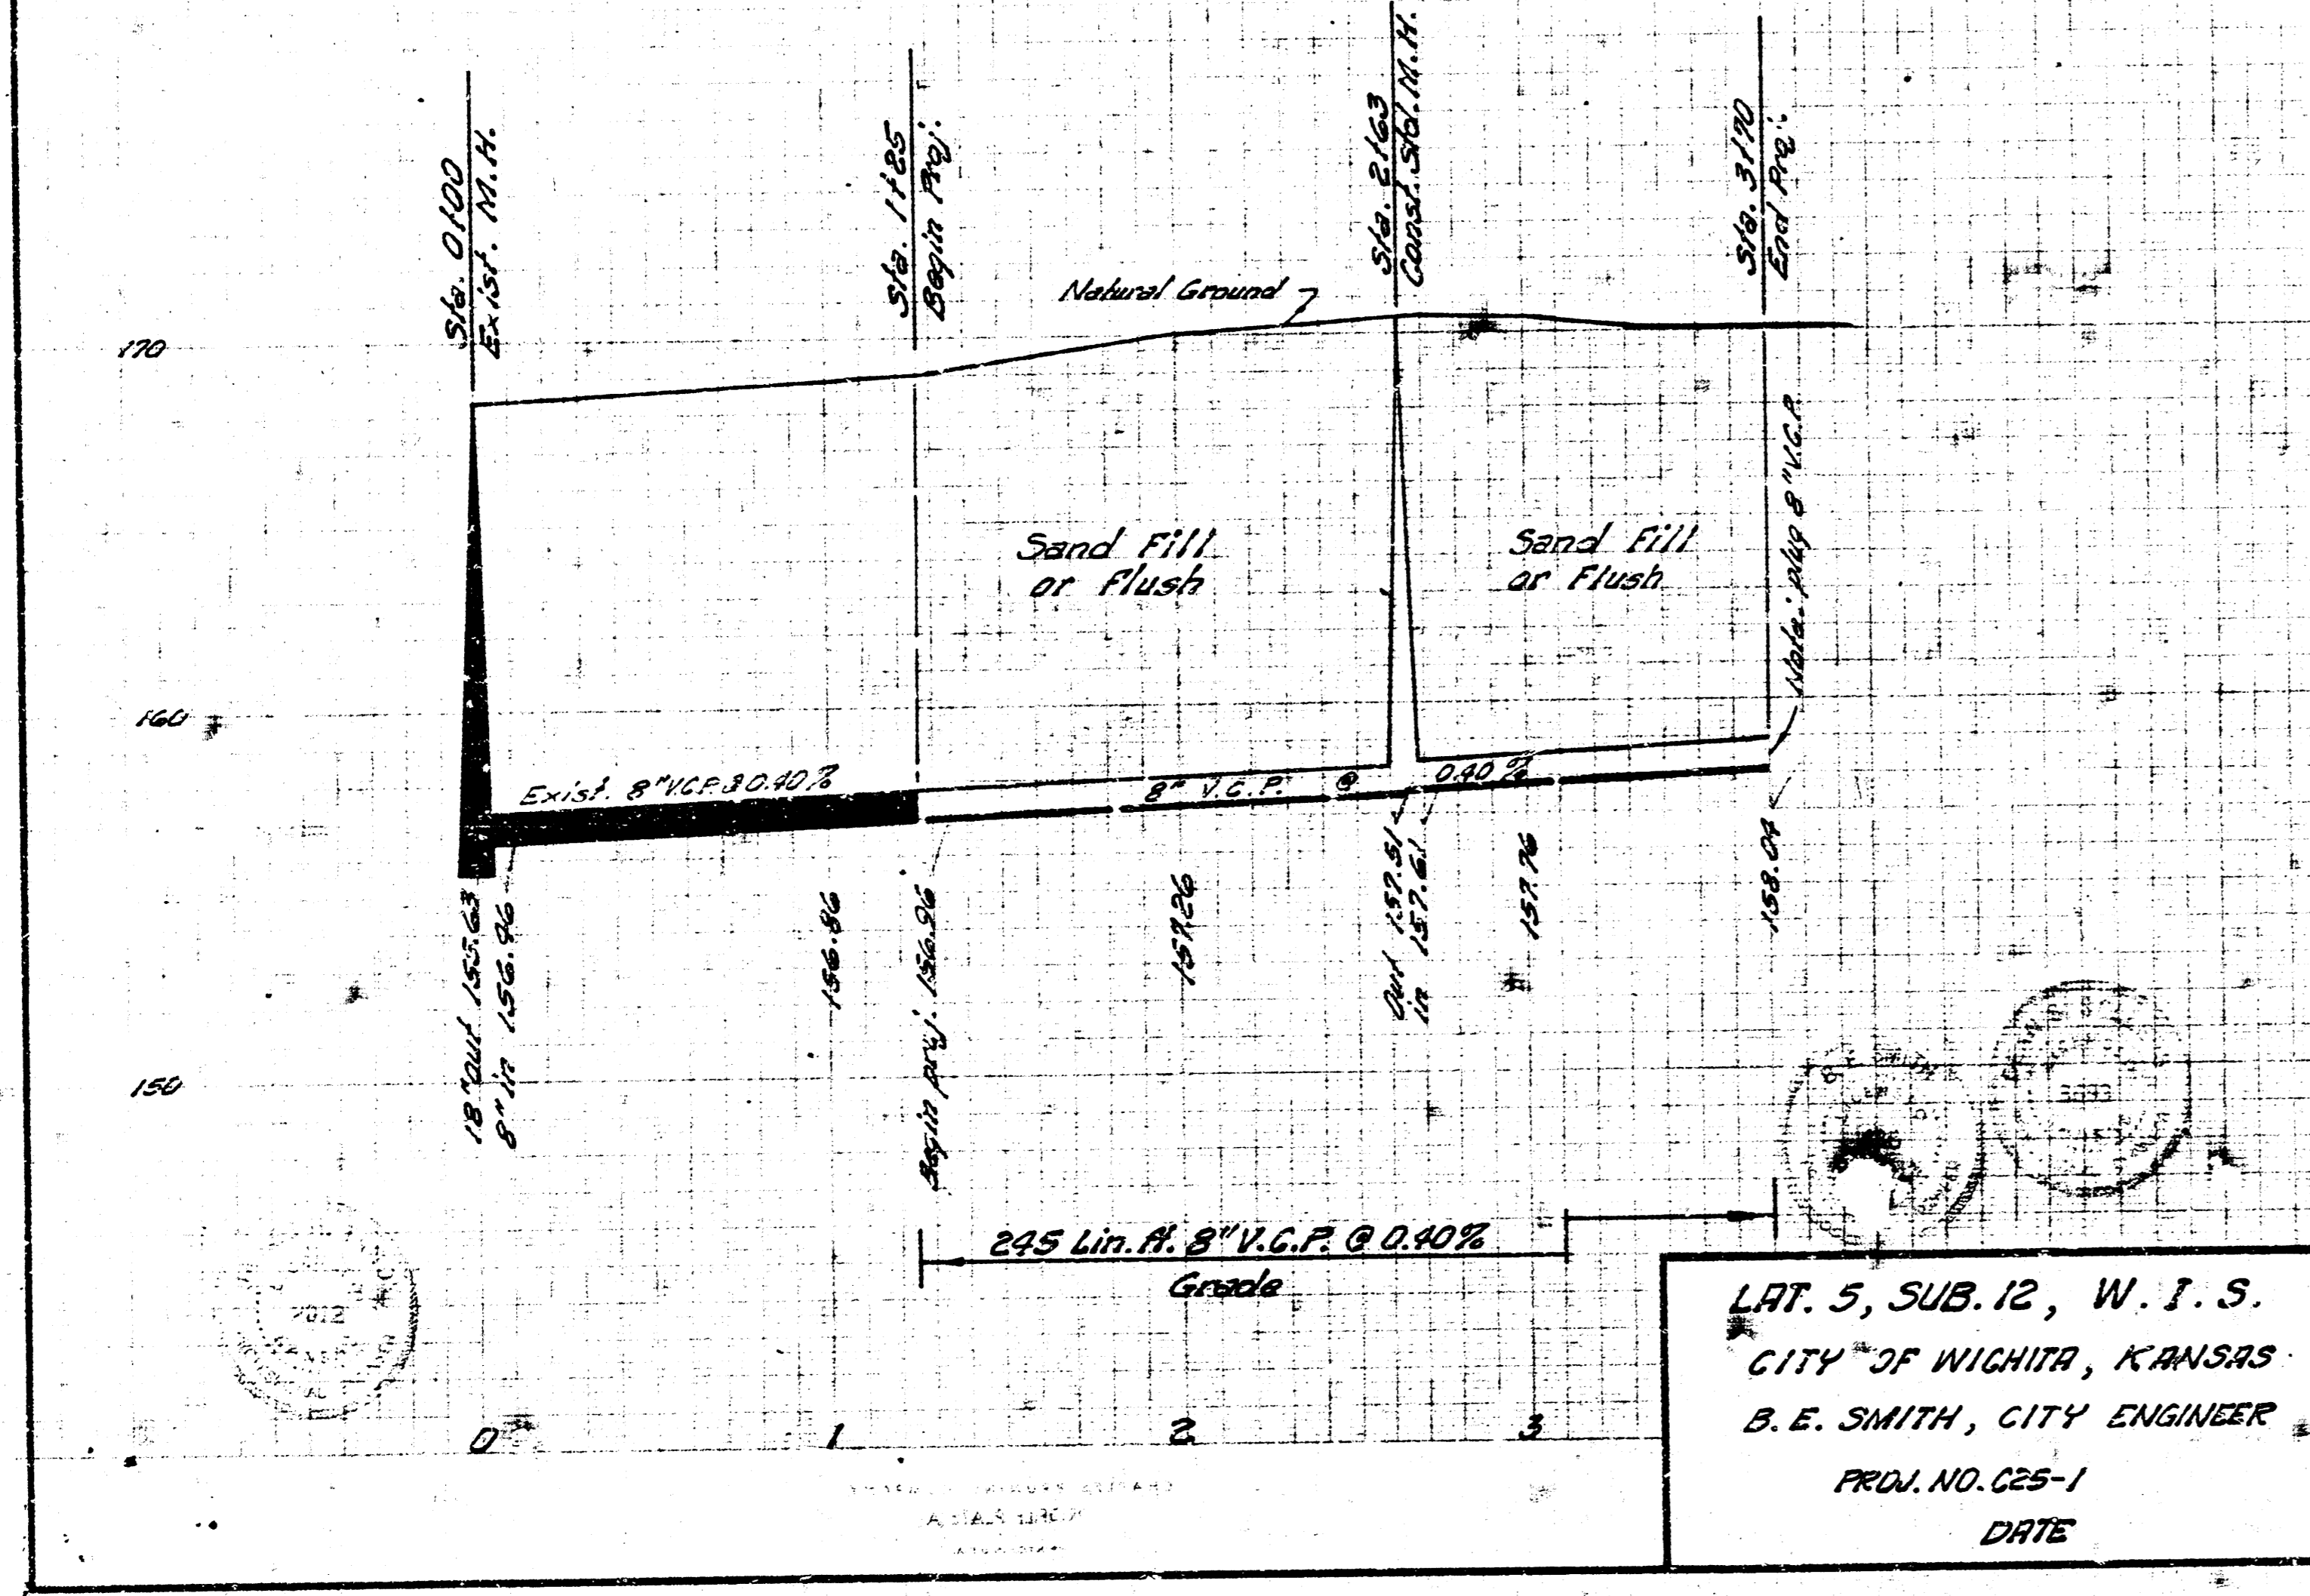 Sta. 0+00
Exist. M.H.
Sta. 1+25
Begin Proj.
Sta. 2+63
Const. Std. M.H.
Sta. 3+70
End Proj.
Natural Ground
170
160
150
Sand Fill
or Flush
Sand Fill
or Flush
Note: plug 8" V.C.P.
Exist. 8" V.C.P. @ 0.40%
8" V.C.P. @ 0.40%
18" out 155.63
8" in 156.46
156.86
Begin proj. 156.96
157.26
Out 157.51
in 157.61
157.76
158.04
245 Lin. ft. 8" V.C.P. @ 0.40%
Grade
0 1 2 3
LAT. 5, SUB. 12, W. I. S.
CITY OF WICHITA, KANSAS
B. E. SMITH, CITY ENGINEER
PROJ. NO. C25-1
DATE